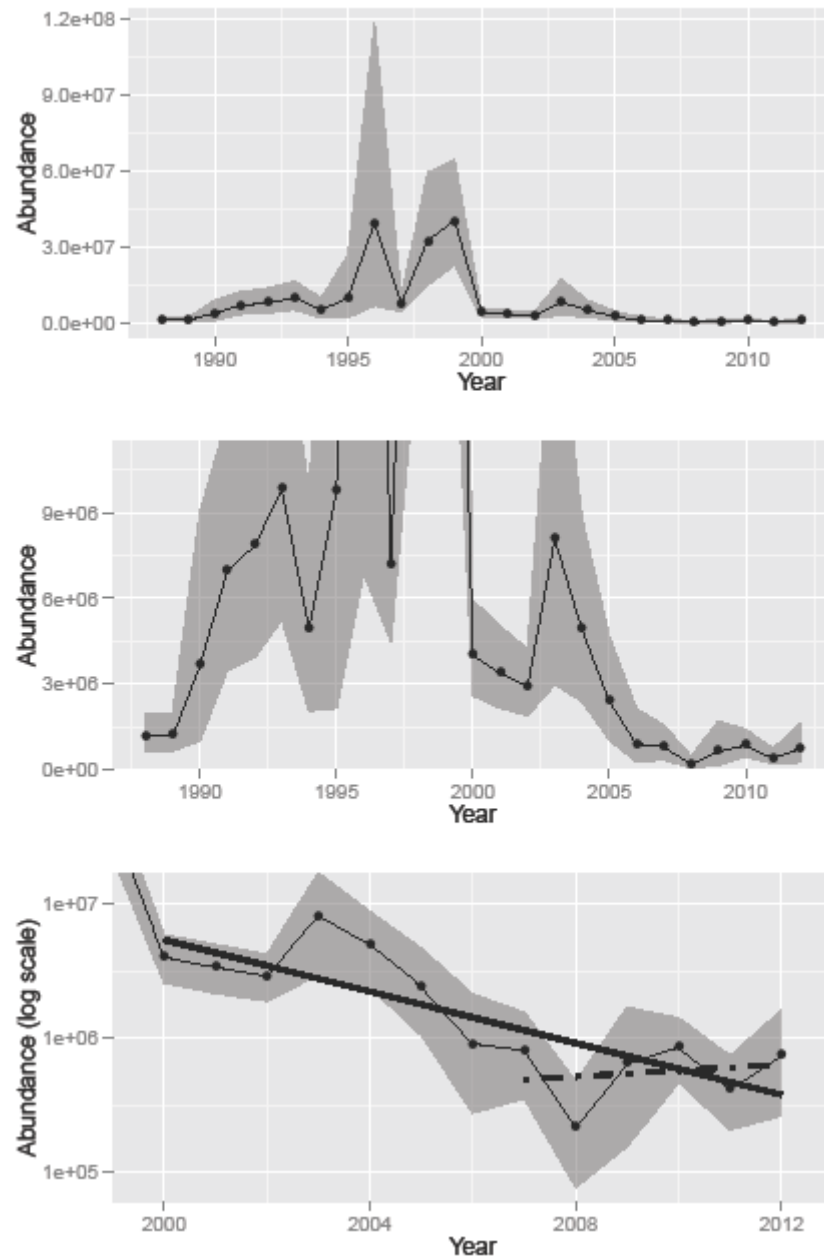 Abundance
1.2e+08
9.0e+07
6.0e+07
3.0e+07
0.0e+00
1990 1995 2000 2005 2010
Year
Abundance
9e+06
6e+06
3e+06
0e+00
1990 1995 2000 2005 2010
Year
Abundance (log scale)
1e+07
1e+06
1e+05
2000 2004 2008 2012
Year